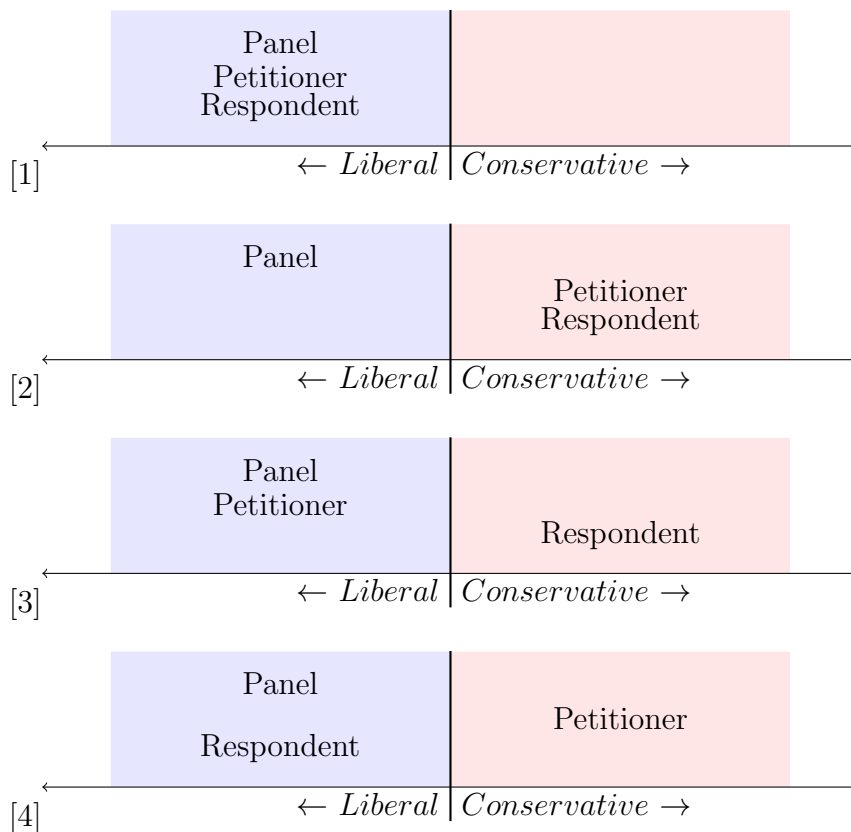 Panel
Petitioner
Respondent
[1]
← Liberal Conservative →
Panel
Petitioner
Respondent
[2]
← Liberal Conservative →
Panel
Petitioner
Respondent
[3]
← Liberal Conservative →
Panel
Petitioner
Respondent
[4]
← Liberal Conservative →